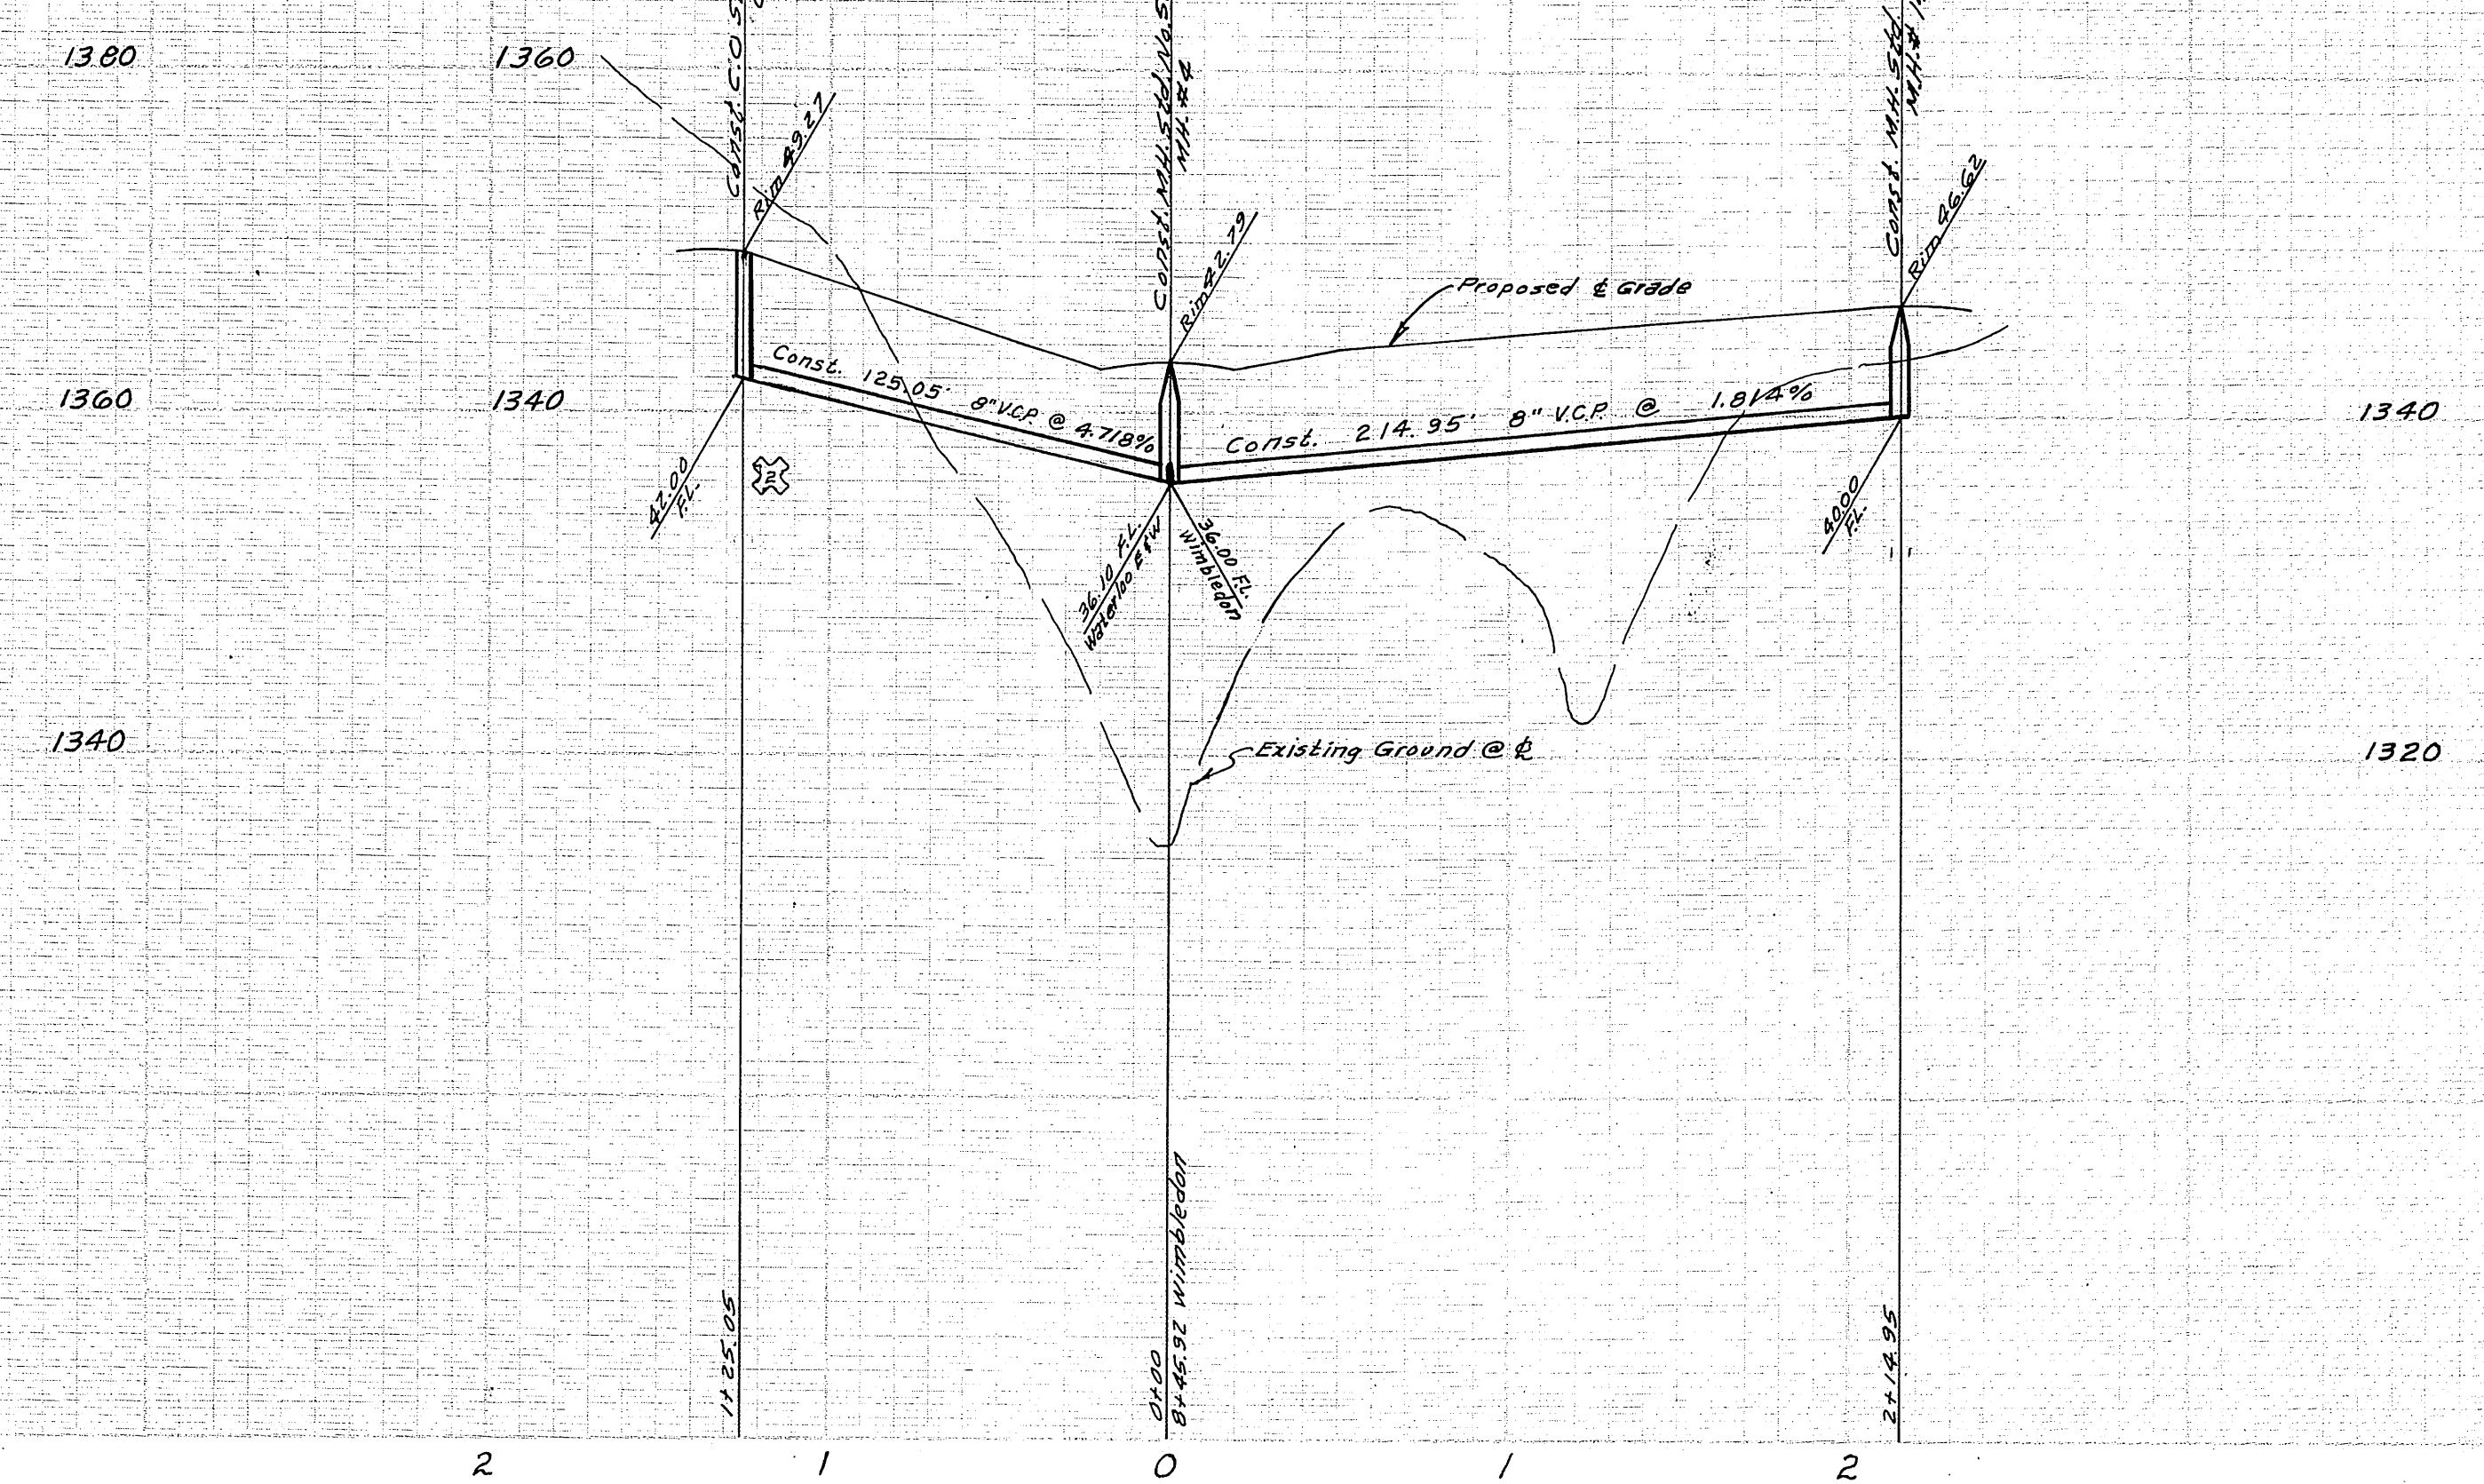 1380
1360
Const. C.O
Const. M.H. Std. No. 5
M.H. #4
Const. M.H. Std.
M.H. #
Rim 49.27
Rim 42.79
Rim 46.62
Proposed ℄ Grade
1360
1340
Const. 125.05' 8" V.C.P. @ 4.718%
Const. 214.95' 8" V.C.P. @ 1.814%
1340
42.00
F.L.
2
36.10 F.L.
Waterloo E & W
36.00 F.L.
Wimbledon
40.00
F.L.
1340
Existing Ground @ ℄
1320
1+25.05
0+00
8+45.92 Wimbledon
2+14.95
2 1 0 1 2